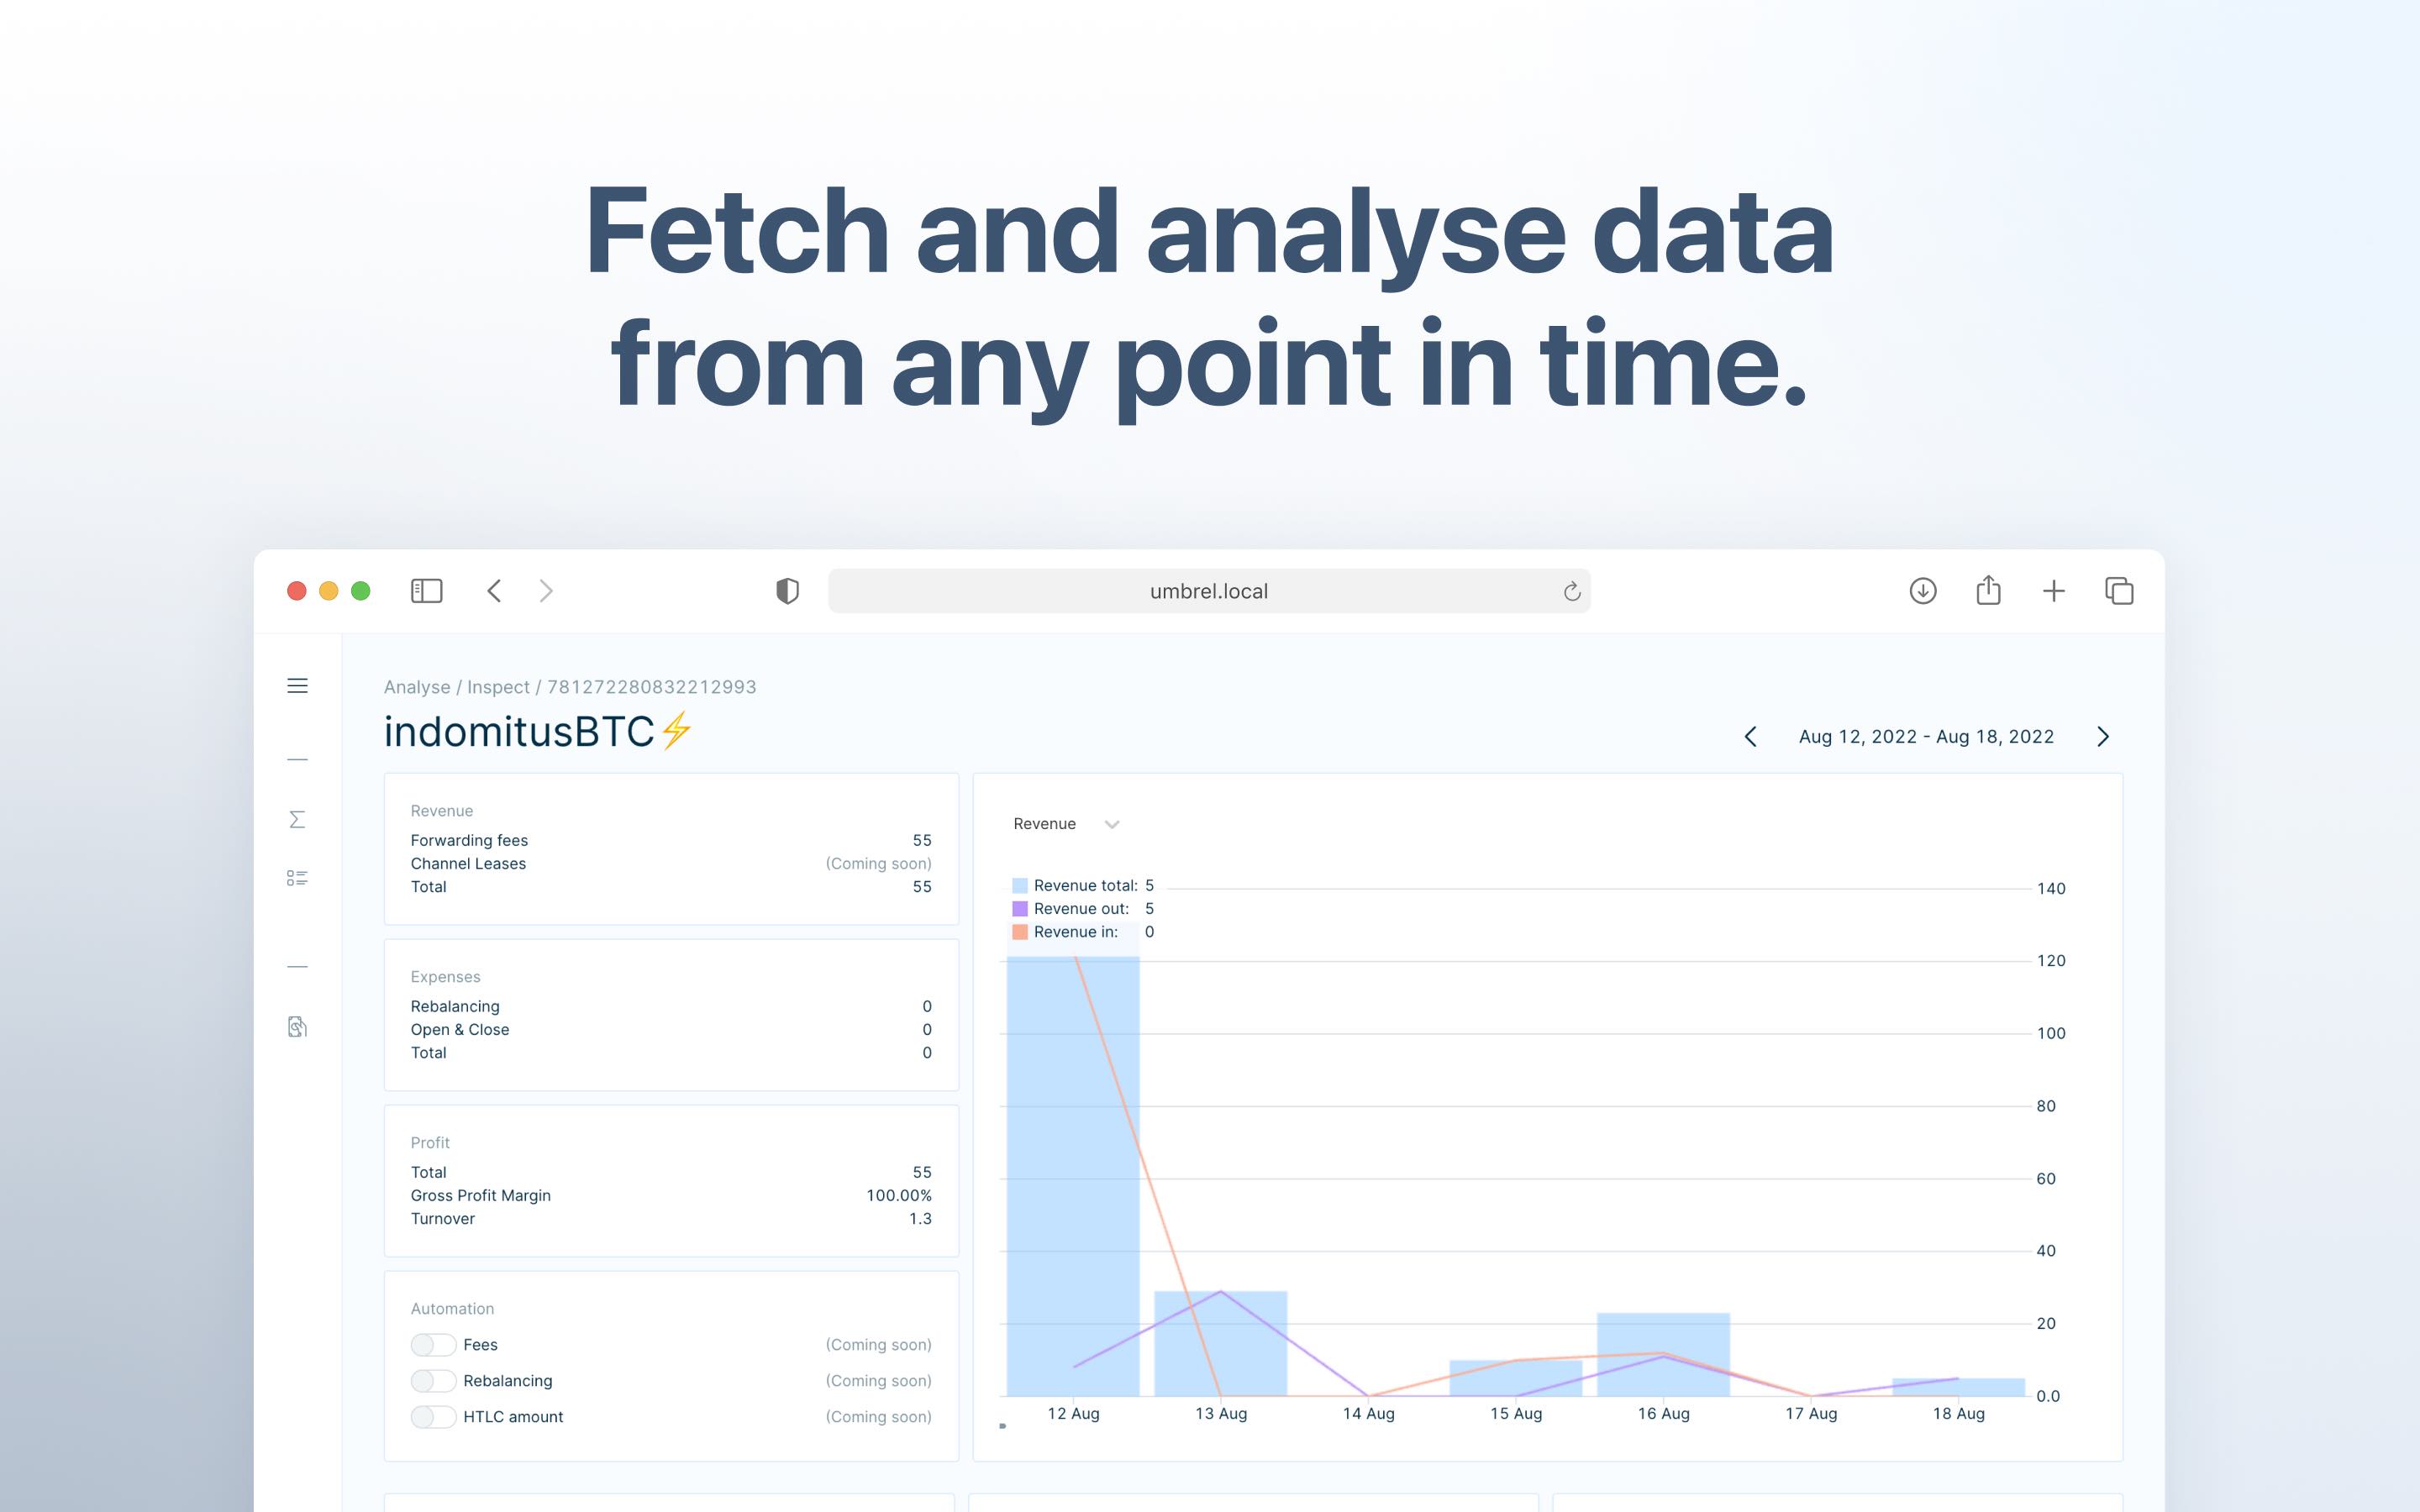 Fetch and analyse data
from any point in time.
umbrel.local
Analyse / Inspect / 781272280832212993
indomitusBTC⚡
Aug 12, 2022 - Aug 18, 2022
Revenue
Forwarding fees 55
Channel Leases (Coming soon)
Total 55
Expenses
Rebalancing 0
Open & Close 0
Total 0
Profit
Total 55
Gross Profit Margin 100.00%
Turnover 1.3
Automation
Fees (Coming soon)
Rebalancing (Coming soon)
HTLC amount (Coming soon)
Revenue
Revenue total: 5
Revenue out: 5
Revenue in: 0
140
120
100
80
60
40
20
0.0
12 Aug 13 Aug 14 Aug 15 Aug 16 Aug 17 Aug 18 Aug